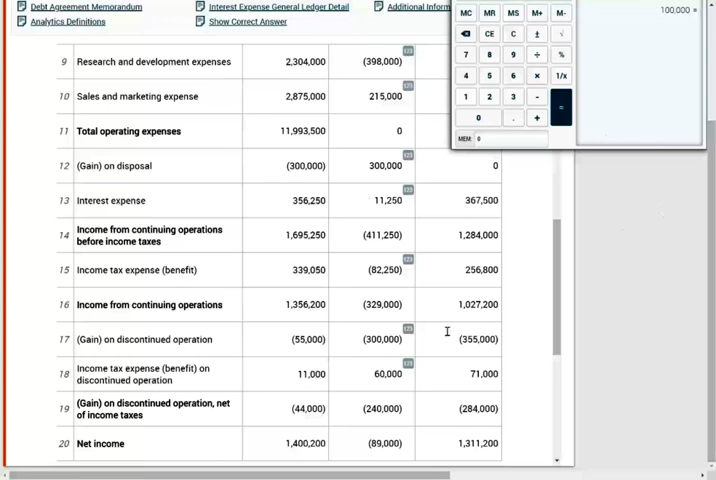 Debt Agreement Memorandum Interest Expense General Ledger Detail Additional Inform
Analytics Definitions Show Correct Answer
9 Research and development expenses 2,304,000 (398,000) 123
10 Sales and marketing expense 2,875,000 215,000 123
11 Total operating expenses 11,993,500 0
12 (Gain) on disposal (300,000) 300,000 123 0
13 Interest expense 356,250 11,250 123 367,500
14 Income from continuing operations
before income taxes 1,695,250 (411,250) 1,284,000
15 Income tax expense (benefit) 339,050 (82,250) 123 256,800
16 Income from continuing operations 1,356,200 (329,000) 1,027,200
17 (Gain) on discontinued operation (55,000) (300,000) 123 (355,000)
18 Income tax expense (benefit) on
discontinued operation 11,000 60,000 123 71,000
19 (Gain) on discontinued operation, net
of income taxes (44,000) (240,000) (284,000)
20 Net income 1,400,200 (89,000) 1,311,200
100,000 =
MC MR MS M+ M-
CE C ± √
7 8 9 ÷ %
4 5 6 × 1/x
1 2 3 - =
0 . +
MEM: 0